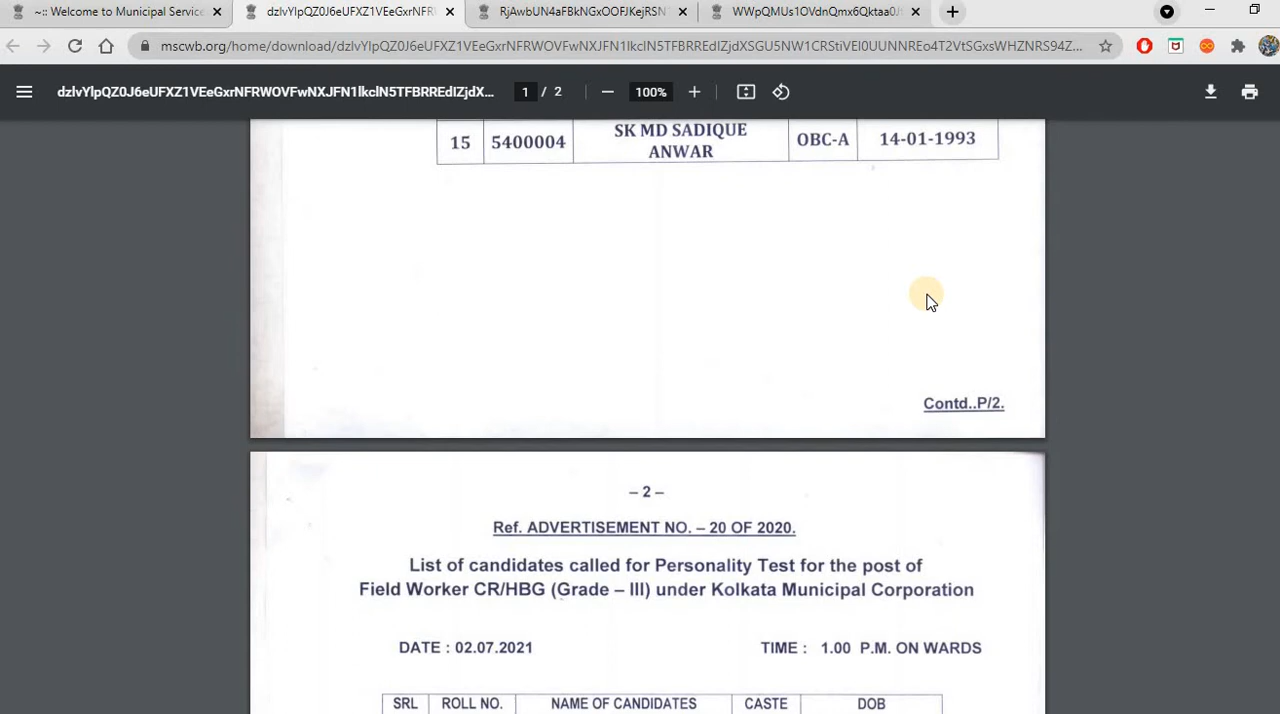 ~:: Welcome to Municipal Service
dzlvYlpQZ0J6eUFXZ1VEeGxrNFR
RjAwbUN4aFBkNGxOOFJKejRSN
WWpQMUs1OVdnQmx6Qktaa0J
mscwb.org/home/download/dzlvYlpQZ0J6eUFXZ1VEeGxrNFRWOVFwNXJFN1lkclN5TFBRREdIZjdXSGU5NW1CRStiVEI0UUNNREo4T2VtSGxsWHZNRS94Z...
dzlvYlpQZ0J6eUFXZ1VEeGxrNFRWOVFwNXJFN1lkclN5TFBRREdIZjdX...
1 / 2
100%
15 5400004 SK MD SADIQUE ANWAR OBC-A 14-01-1993
Contd..P/2.
– 2 –
Ref. ADVERTISEMENT NO. – 20 OF 2020.
List of candidates called for Personality Test for the post of
Field Worker CR/HBG (Grade – III) under Kolkata Municipal Corporation
DATE : 02.07.2021 TIME : 1.00 P.M. ON WARDS
SRL ROLL NO. NAME OF CANDIDATES CASTE DOB